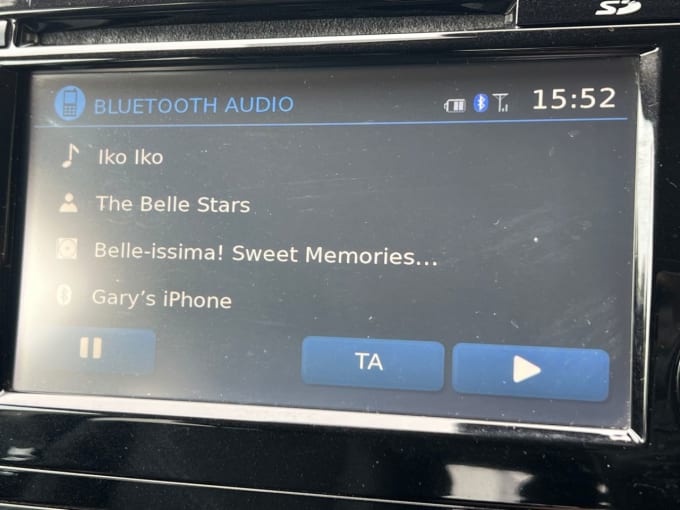 SD
BLUETOOTH AUDIO 15:52
Iko Iko
The Belle Stars
Belle-issima! Sweet Memories...
Gary's iPhone
TA